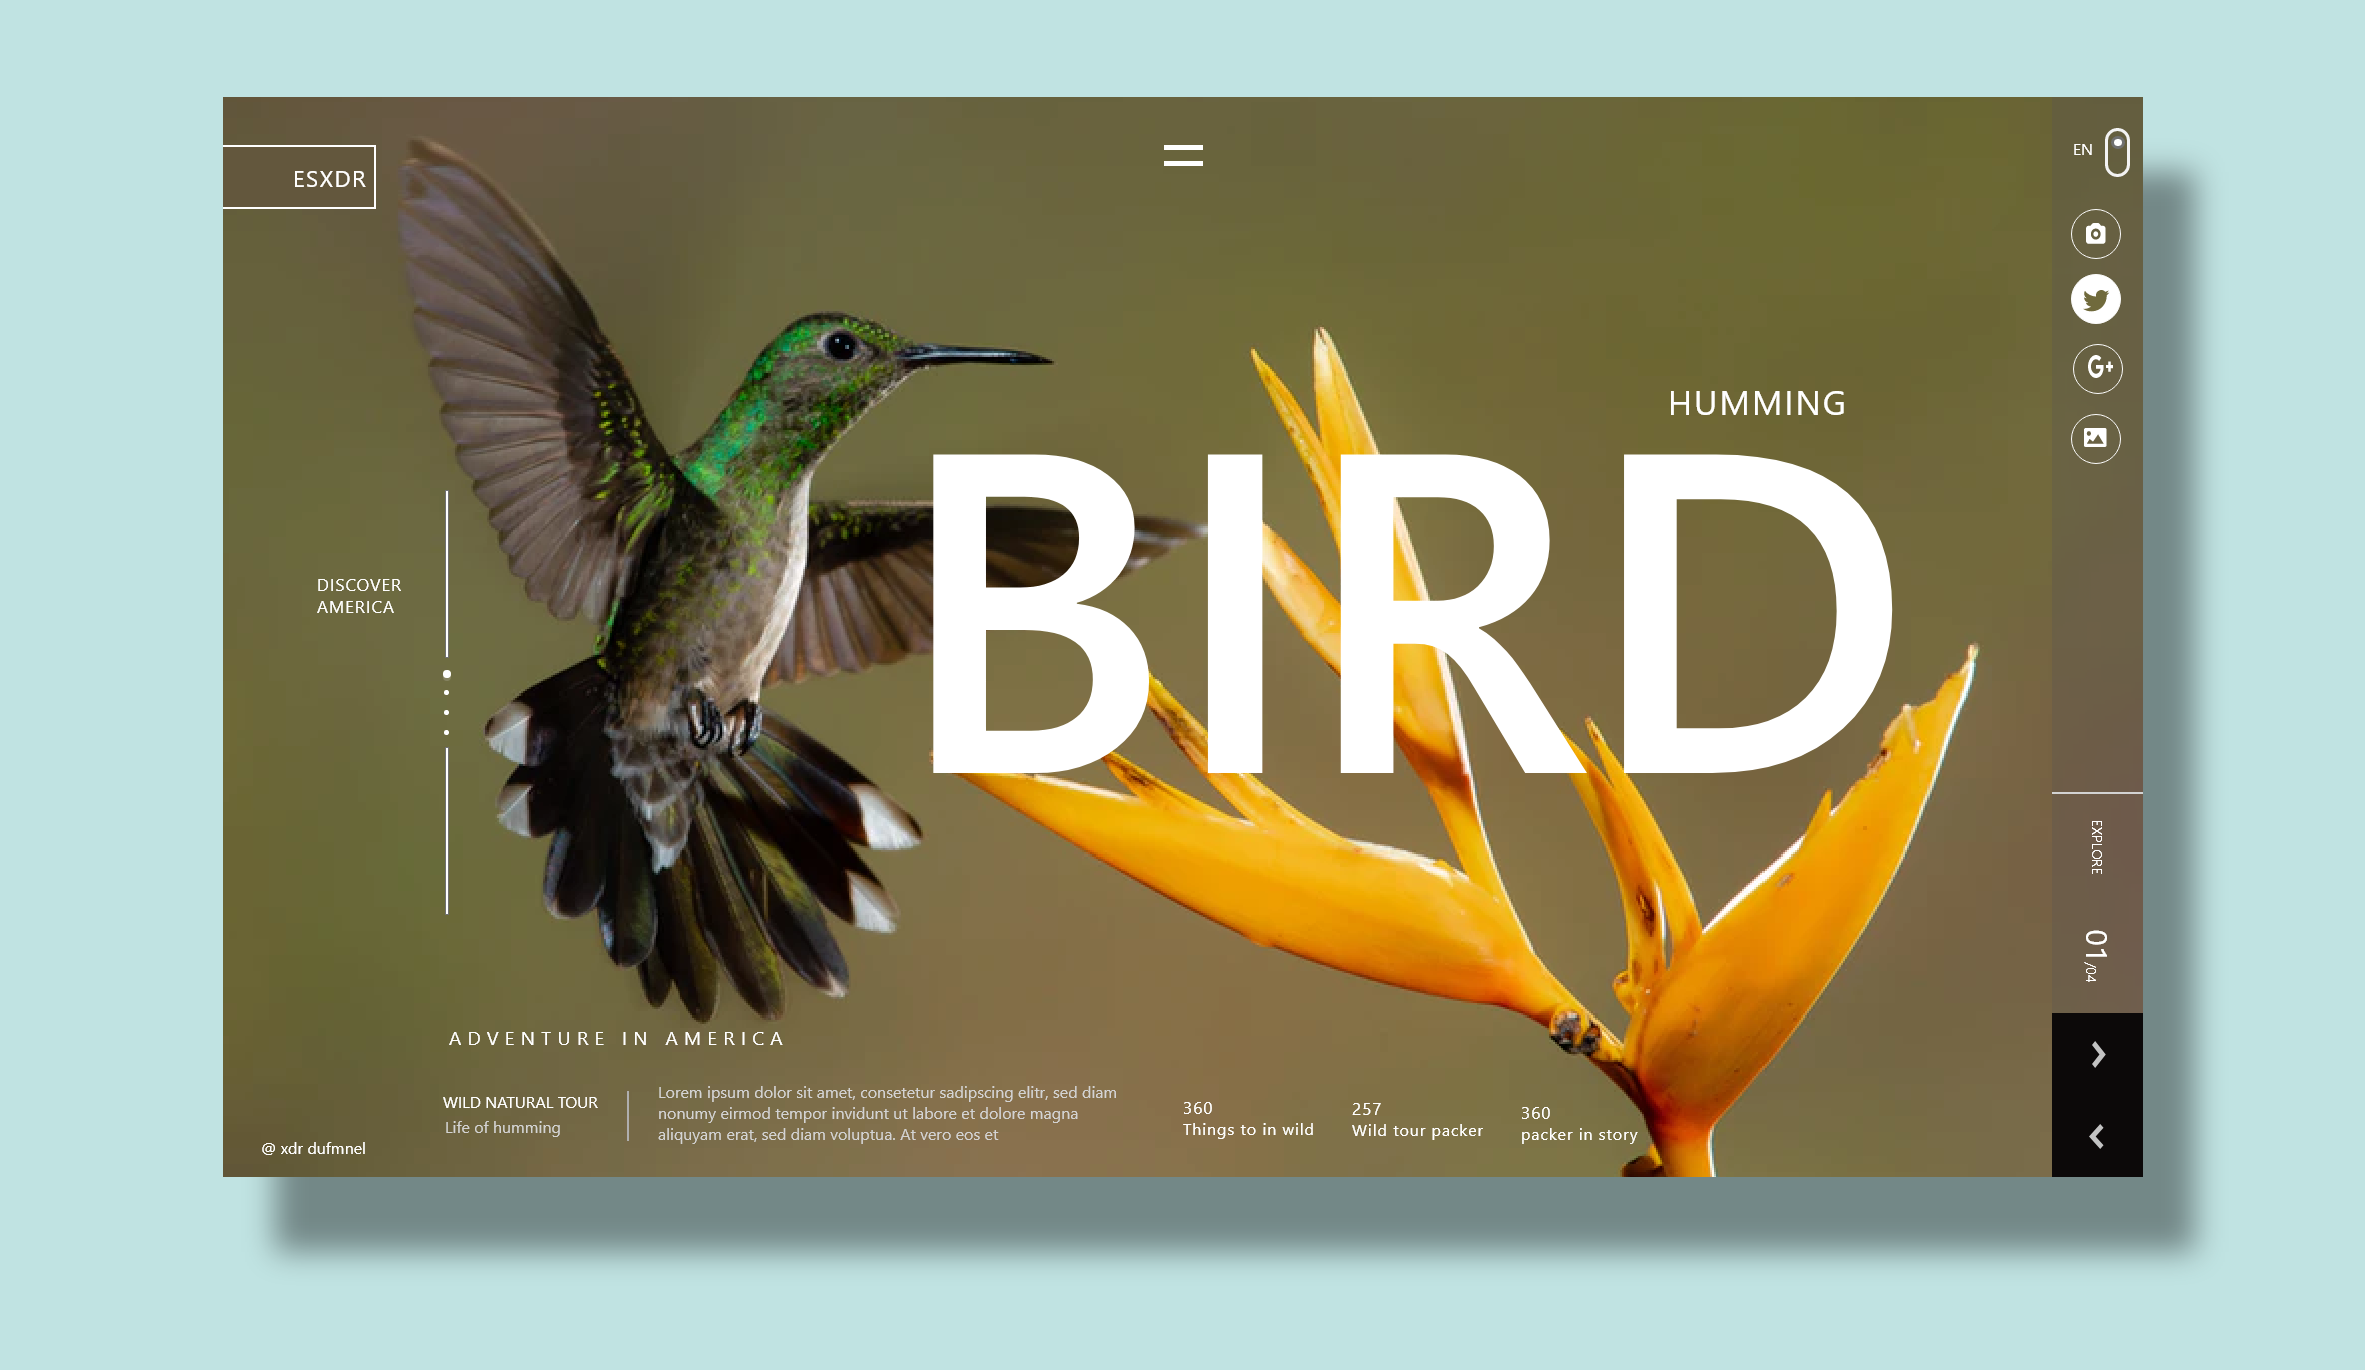 ESXDR
EN
HUMMING
BIRD
DISCOVER
AMERICA
EXPLORE
01/04
ADVENTURE IN AMERICA
WILD NATURAL TOUR
Life of humming
Lorem ipsum dolor sit amet, consetetur sadipscing elitr, sed diam
nonumy eirmod tempor invidunt ut labore et dolore magna
aliquyam erat, sed diam voluptua. At vero eos et
360
Things to in wild
257
Wild tour packer
360
packer in story
@ xdr dufmnel